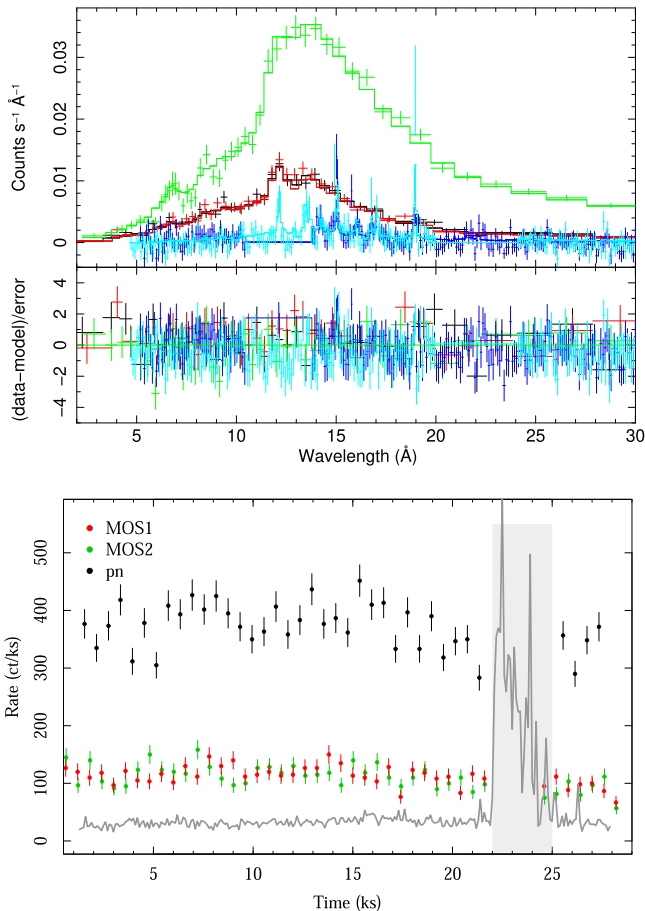 Counts s⁻¹ Å⁻¹
0.03
0.02
0.01
0
(data−model)/error
4
2
0
−2
−4
5 10 15 20 25 30
Wavelength (Å)
MOS1
MOS2
pn
Rate (ct/ks)
500
400
300
200
100
0
5 10 15 20 25
Time (ks)